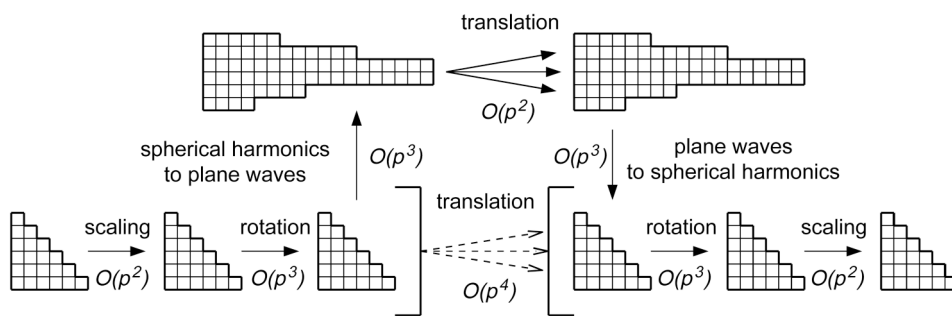 translation
O(p²)
spherical harmonics
to plane waves
O(p³)
O(p³)
plane waves
to spherical harmonics
scaling
O(p²)
rotation
O(p³)
translation
O(p⁴)
rotation
O(p³)
scaling
O(p²)